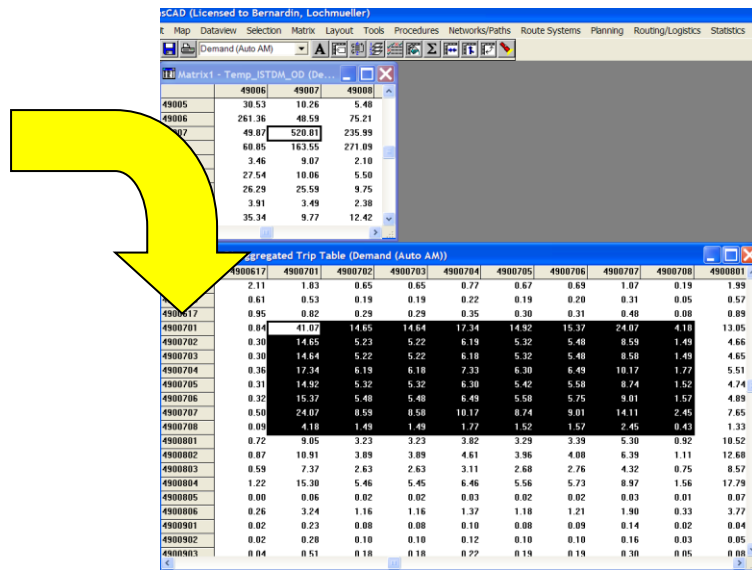 sCAD (Licensed to Bernardin, Lochmueller)
t Map Dataview Selection Matrix Layout Tools Procedures Networks/Paths Route Systems Planning Routing/Logistics Statistics
Demand (Auto AM) A Σ
Matrix1 - Temp_ISTDM_OD (De...
49006 49007 49008
49005 30.53 10.26 5.48
49006 261.36 48.59 75.21
07 49.87 520.81 235.99
60.85 163.55 271.09
3.46 9.07 2.10
27.54 10.06 5.50
26.29 25.59 9.75
3.91 3.49 2.38
35.34 9.77 12.42
ggregated Trip Table (Demand (Auto AM))
4900617 4900701 4900702 4900703 4900704 4900705 4900706 4900707 4900708 4900801
2.11 1.83 0.65 0.65 0.77 0.67 0.69 1.07 0.19 1.99
0.61 0.53 0.19 0.19 0.22 0.19 0.20 0.31 0.05 0.57
4900617 0.95 0.82 0.29 0.29 0.35 0.30 0.31 0.48 0.08 0.89
4900701 0.84 41.07 14.65 14.64 17.34 14.92 15.37 24.07 4.18 13.05
4900702 0.30 14.65 5.23 5.22 6.19 5.32 5.48 8.59 1.49 4.66
4900703 0.30 14.64 5.22 5.22 6.18 5.32 5.48 8.58 1.49 4.65
4900704 0.36 17.34 6.19 6.18 7.33 6.30 6.49 10.17 1.77 5.51
4900705 0.31 14.92 5.32 5.32 6.30 5.42 5.58 8.74 1.52 4.74
4900706 0.32 15.37 5.48 5.48 6.49 5.58 5.75 9.01 1.57 4.89
4900707 0.50 24.07 8.59 8.58 10.17 8.74 9.01 14.11 2.45 7.65
4900708 0.09 4.18 1.49 1.49 1.77 1.52 1.57 2.45 0.43 1.33
4900801 0.72 9.05 3.23 3.23 3.82 3.29 3.39 5.30 0.92 10.52
4900802 0.87 10.91 3.89 3.89 4.61 3.96 4.08 6.39 1.11 12.68
4900803 0.59 7.37 2.63 2.63 3.11 2.68 2.76 4.32 0.75 8.57
4900804 1.22 15.30 5.46 5.45 6.46 5.56 5.73 8.97 1.56 17.79
4900805 0.00 0.06 0.02 0.02 0.03 0.02 0.02 0.03 0.01 0.07
4900806 0.26 3.24 1.16 1.16 1.37 1.18 1.21 1.90 0.33 3.77
4900901 0.02 0.23 0.08 0.08 0.10 0.08 0.09 0.14 0.02 0.04
4900902 0.02 0.28 0.10 0.10 0.12 0.10 0.10 0.16 0.03 0.05
4900903 0.04 0.51 0.18 0.18 0.22 0.19 0.19 0.30 0.05 0.08